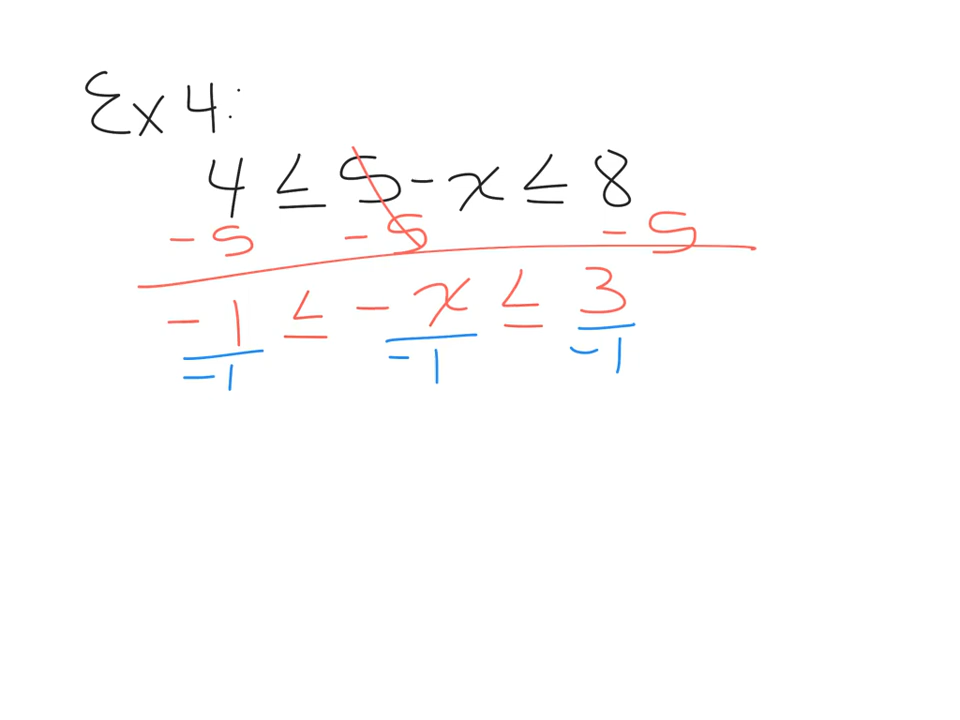 Ex 4:
4 ≤ 5 - x ≤ 8
- 5 - 5 - 5
- 1 ≤ - x ≤ 3
-1 -1 -1